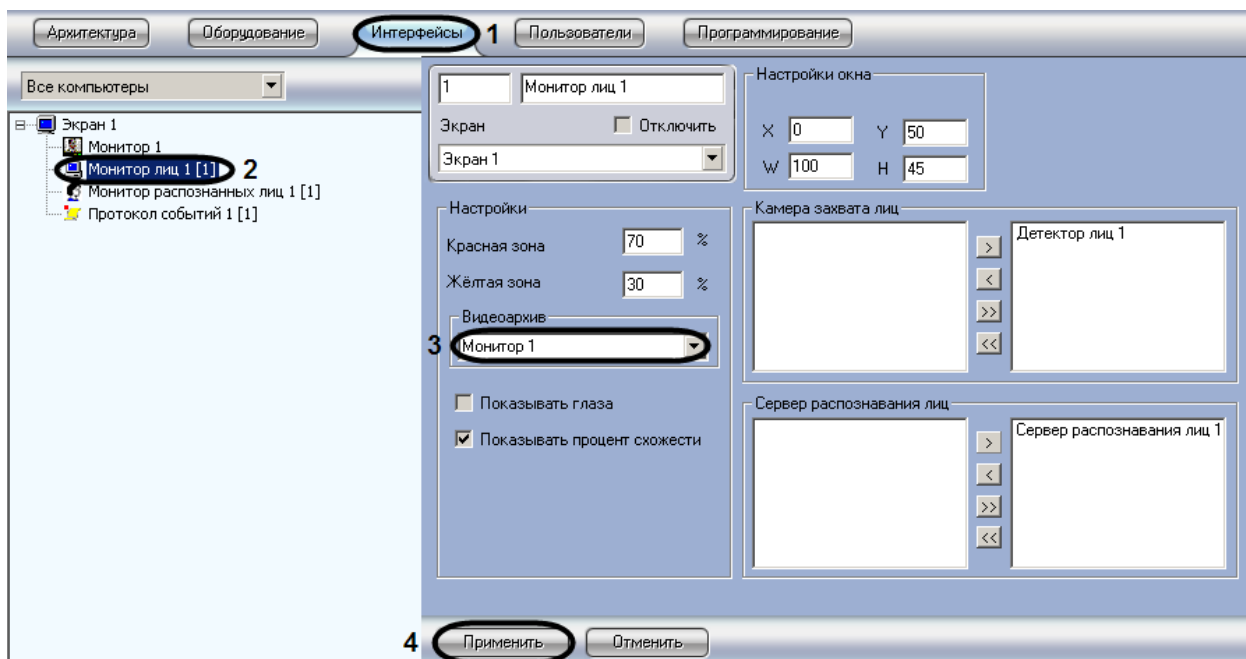 Архитектура Оборудование Интерфейсы 1 Пользователи Программирование
Все компьютеры
Экран 1
Монитор 1
Монитор лиц 1 [1] 2
Монитор распознанных лиц 1 [1]
Протокол событий 1 [1]
1 Монитор лиц 1
Экран Отключить
Экран 1
Настройки окна
X 0 Y 50
W 100 H 45
Настройки
Красная зона 70 %
Жёлтая зона 30 %
Видеоархив
3 Монитор 1
Показывать глаза
Показывать процент схожести
Камера захвата лиц
Детектор лиц 1
>
<
>>
<<
Сервер распознавания лиц
Сервер распознавания лиц 1
>
<
>>
<<
4 Применить Отменить